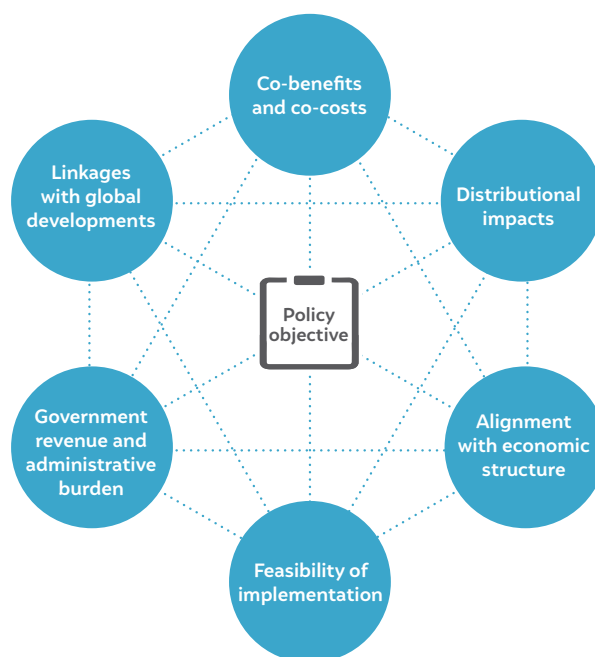 Co-benefits
and co-costs
Linkages
with global
developments
Distributional
impacts
Policy
objective
Government
revenue and
administrative
burden
Alignment
with economic
structure
Feasibility of
implementation